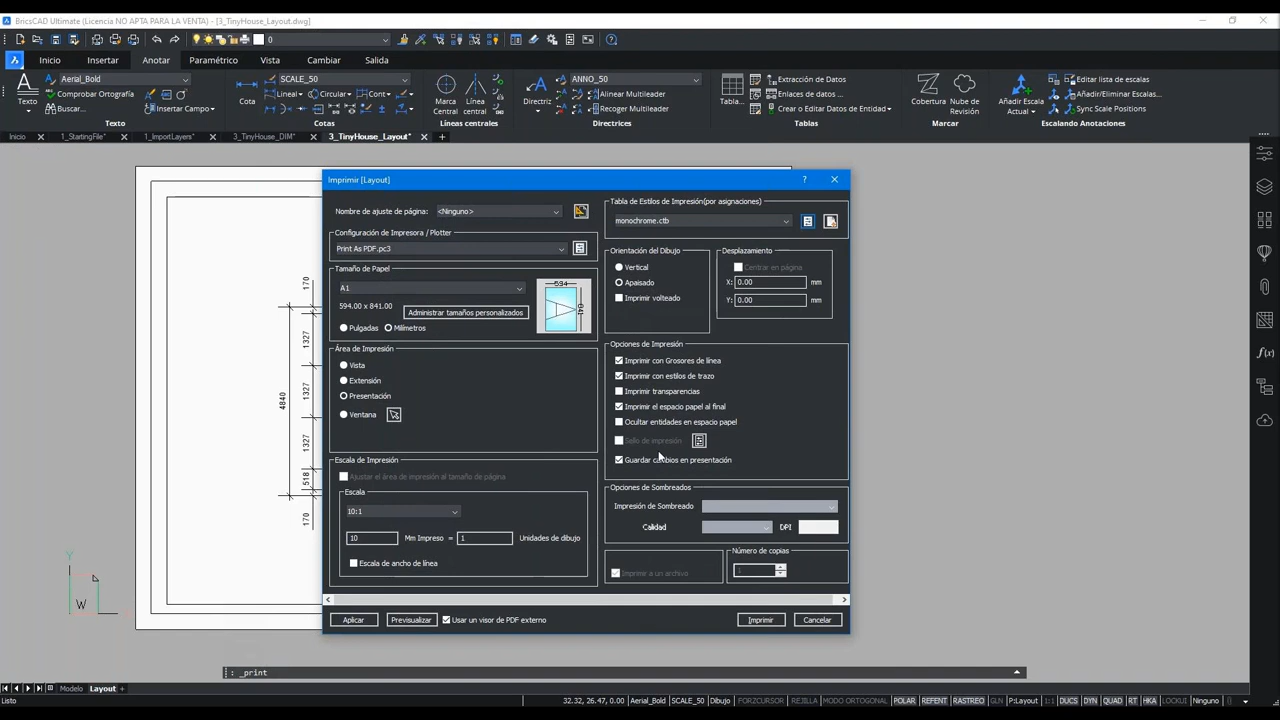 BricsCAD Ultimate (Licencia NO APTA PARA LA VENTA) - [3_TinyHouse_Layout.dwg]
0
Inicio Insertar Anotar Paramétrico Vista Cambiar Salida
Texto
Aerial_Bold
Comprobar Ortografía
Buscar...
Insertar Campo
Texto
Cota
SCALE_50
Lineal
Circular
Cont
Cotas
Marca Central
Línea central
Líneas centrales
Directriz
ANNO_50
Alinear Multileader
Recoger Multileader
Directrices
Tabla...
Extracción de Datos
Enlaces de datos ...
Crear o Editar Datos de Entidad
Tablas
Cobertura
Nube de Revisión
Marcar
Añadir Escala Actual
Editar lista de escalas
Añadir/Eliminar Escalas...
Sync Scale Positions
Escalando Anotaciones
Inicio 1_StartingFile* 1_ImportLayers* 3_TinyHouse_DIM* 3_TinyHouse_Layout*
170
1327
1327
4840
1327
518
170
Y
W
Imprimir [Layout]
Nombre de ajuste de página: <Ninguno>
Configuración de Impresora / Plotter
Print As PDF.pc3
Tamaño de Papel
A1
594.00 x 841.00
Administrar tamaños personalizados
Pulgadas Milímetros
594
841
Área de Impresión
Vista
Extensión
Presentación
Ventana
Escala de Impresión
Ajustar el área de impresión al tamaño de página
Escala
10:1
10 Mm Impreso = 1 Unidades de dibujo
Escala de ancho de línea
Tabla de Estilos de Impresión(por asignaciones)
monochrome.ctb
Orientación del Dibujo
Vertical
Apaisado
Imprimir volteado
Desplazamiento
Centrar en página
X: 0.00 mm
Y: 0.00 mm
Opciones de Impresión
Imprimir con Grosores de línea
Imprimir con estilos de trazo
Imprimir transparencias
Imprimir el espacio papel al final
Ocultar entidades en espacio papel
Sello de impresión
Guardar cambios en presentación
Opciones de Sombreados
Impresión de Sombreado
Calidad DPI
Imprimir a un archivo
Número de copias
1
Aplicar Previsualizar Usar un visor de PDF externo Imprimir Cancelar
: _print
Modelo Layout
Listo 32.32, 26.47, 0.00 Aerial_Bold SCALE_50 Dibujo FORZCURSOR REJILLA MODO ORTOGONAL POLAR REFENT RASTREO GLN P:Layout 1:1 DUCS DYN QUAD RT HKA LOCKUI Ninguno